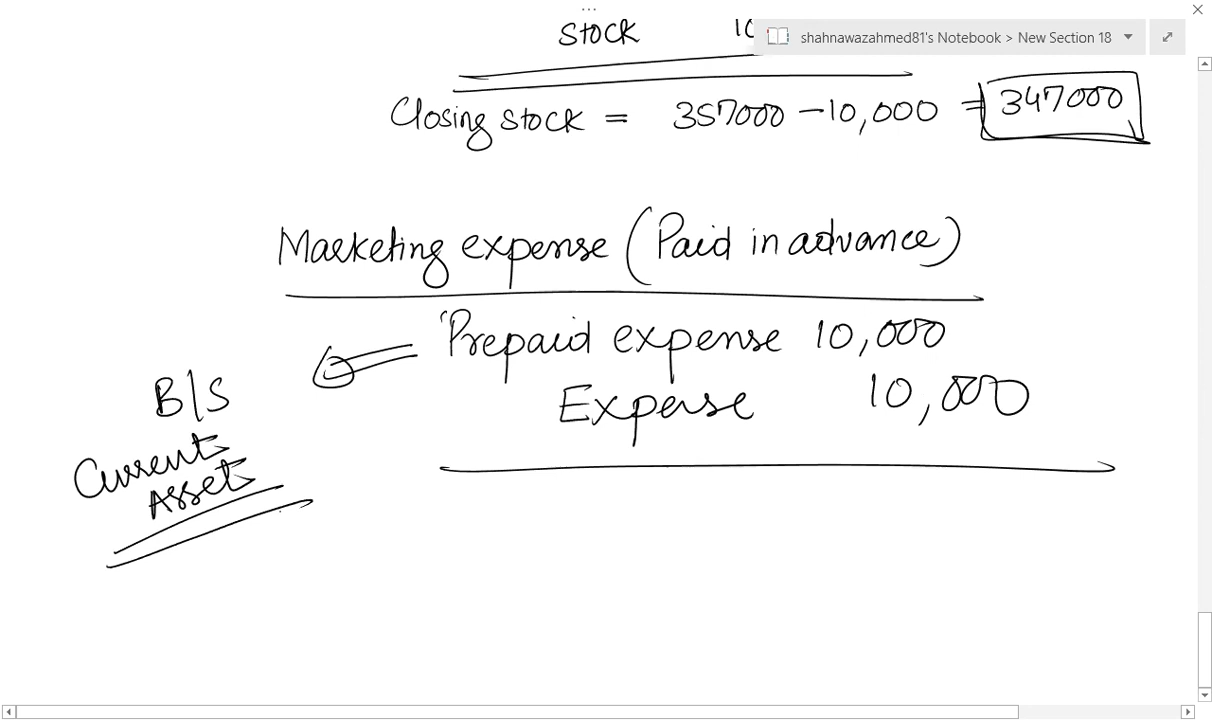 Stock
shahnawazahmed81's Notebook > New Section 18
Closing stock = 357000 - 10,000 = 347000
Marketing expense (Paid in advance)
Prepaid expense 10,000
Expense 10,000
B/S
Current
Asset